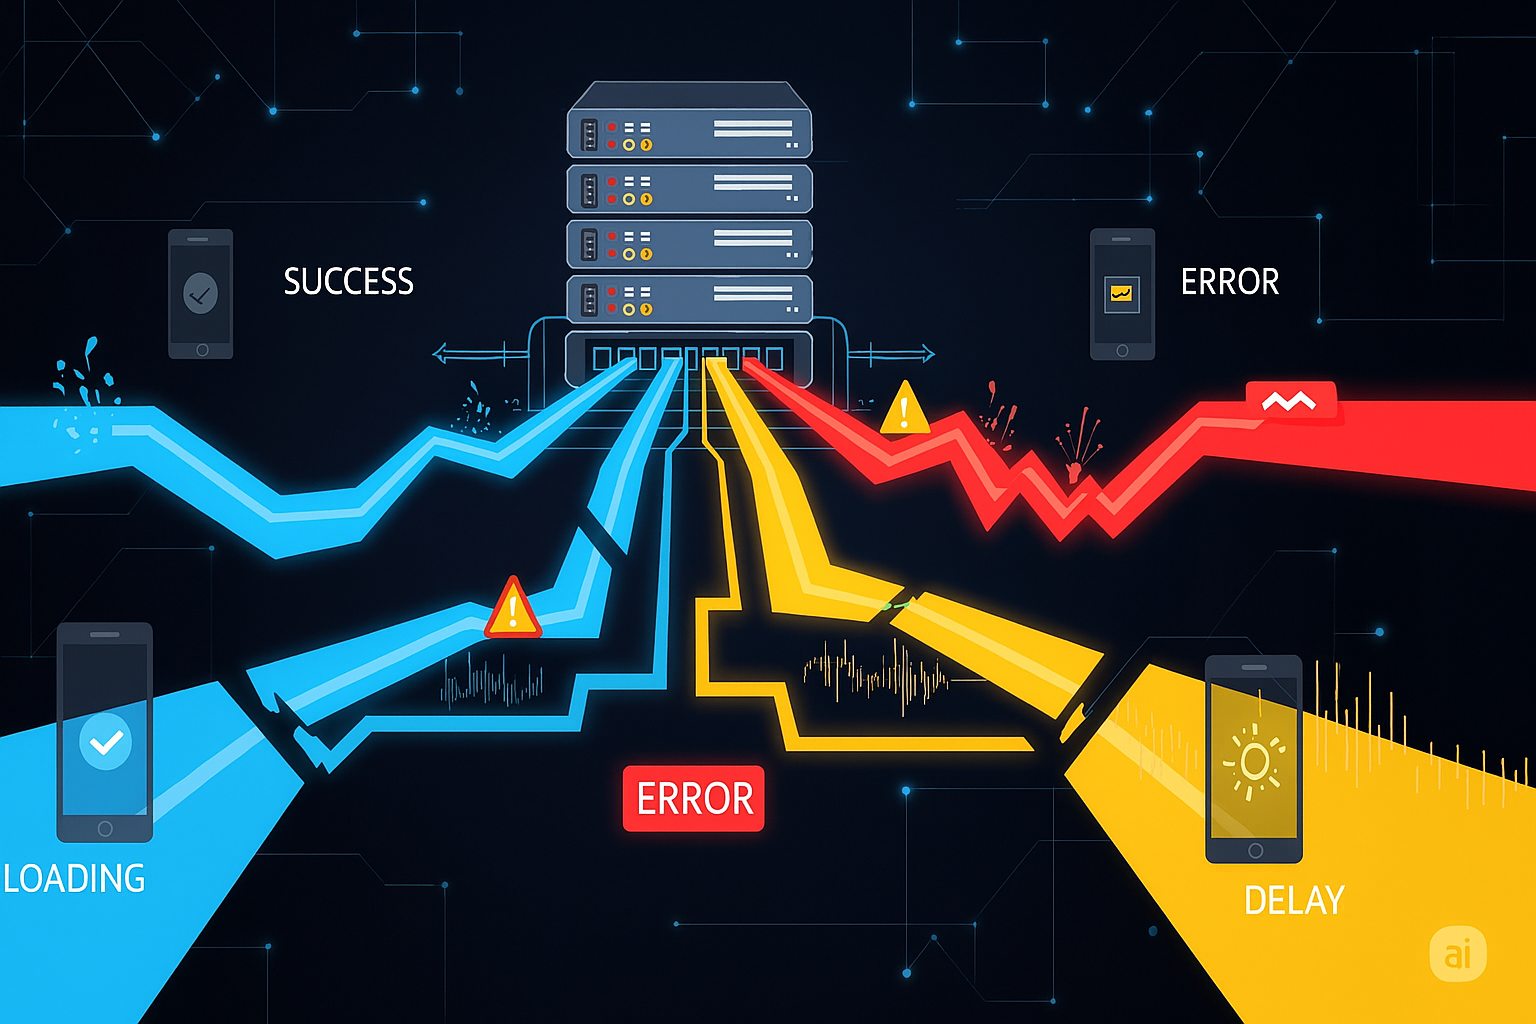 SUCCESS
ERROR
!
!
ERROR
LOADING
DELAY
ai